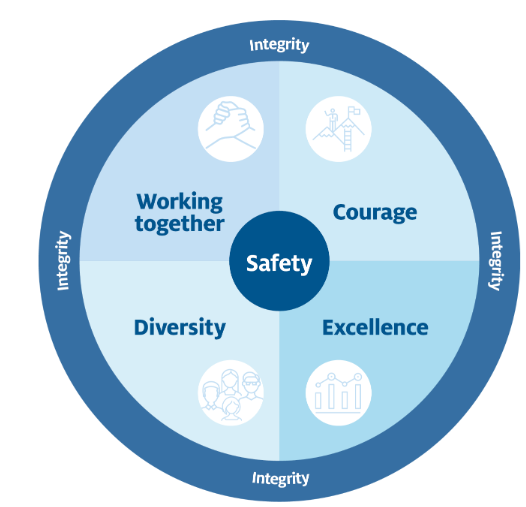 Integrity
Working
together
Courage
Integrity
Safety
Integrity
Diversity
Excellence
Integrity